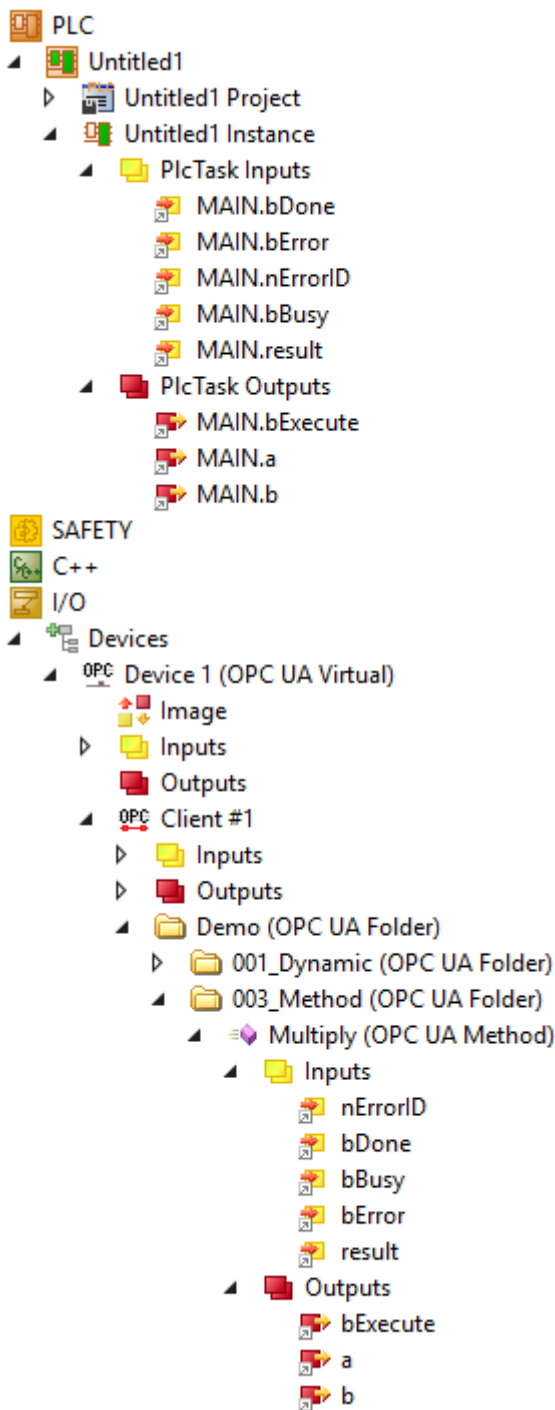 PLC
Untitled1
Untitled1 Project
Untitled1 Instance
PlcTask Inputs
MAIN.bDone
MAIN.bError
MAIN.nErrorID
MAIN.bBusy
MAIN.result
PlcTask Outputs
MAIN.bExecute
MAIN.a
MAIN.b
SAFETY
C++
I/O
Devices
OPC Device 1 (OPC UA Virtual)
Image
Inputs
Outputs
OPC Client #1
Inputs
Outputs
Demo (OPC UA Folder)
001_Dynamic (OPC UA Folder)
003_Method (OPC UA Folder)
Multiply (OPC UA Method)
Inputs
nErrorID
bDone
bBusy
bError
result
Outputs
bExecute
a
b